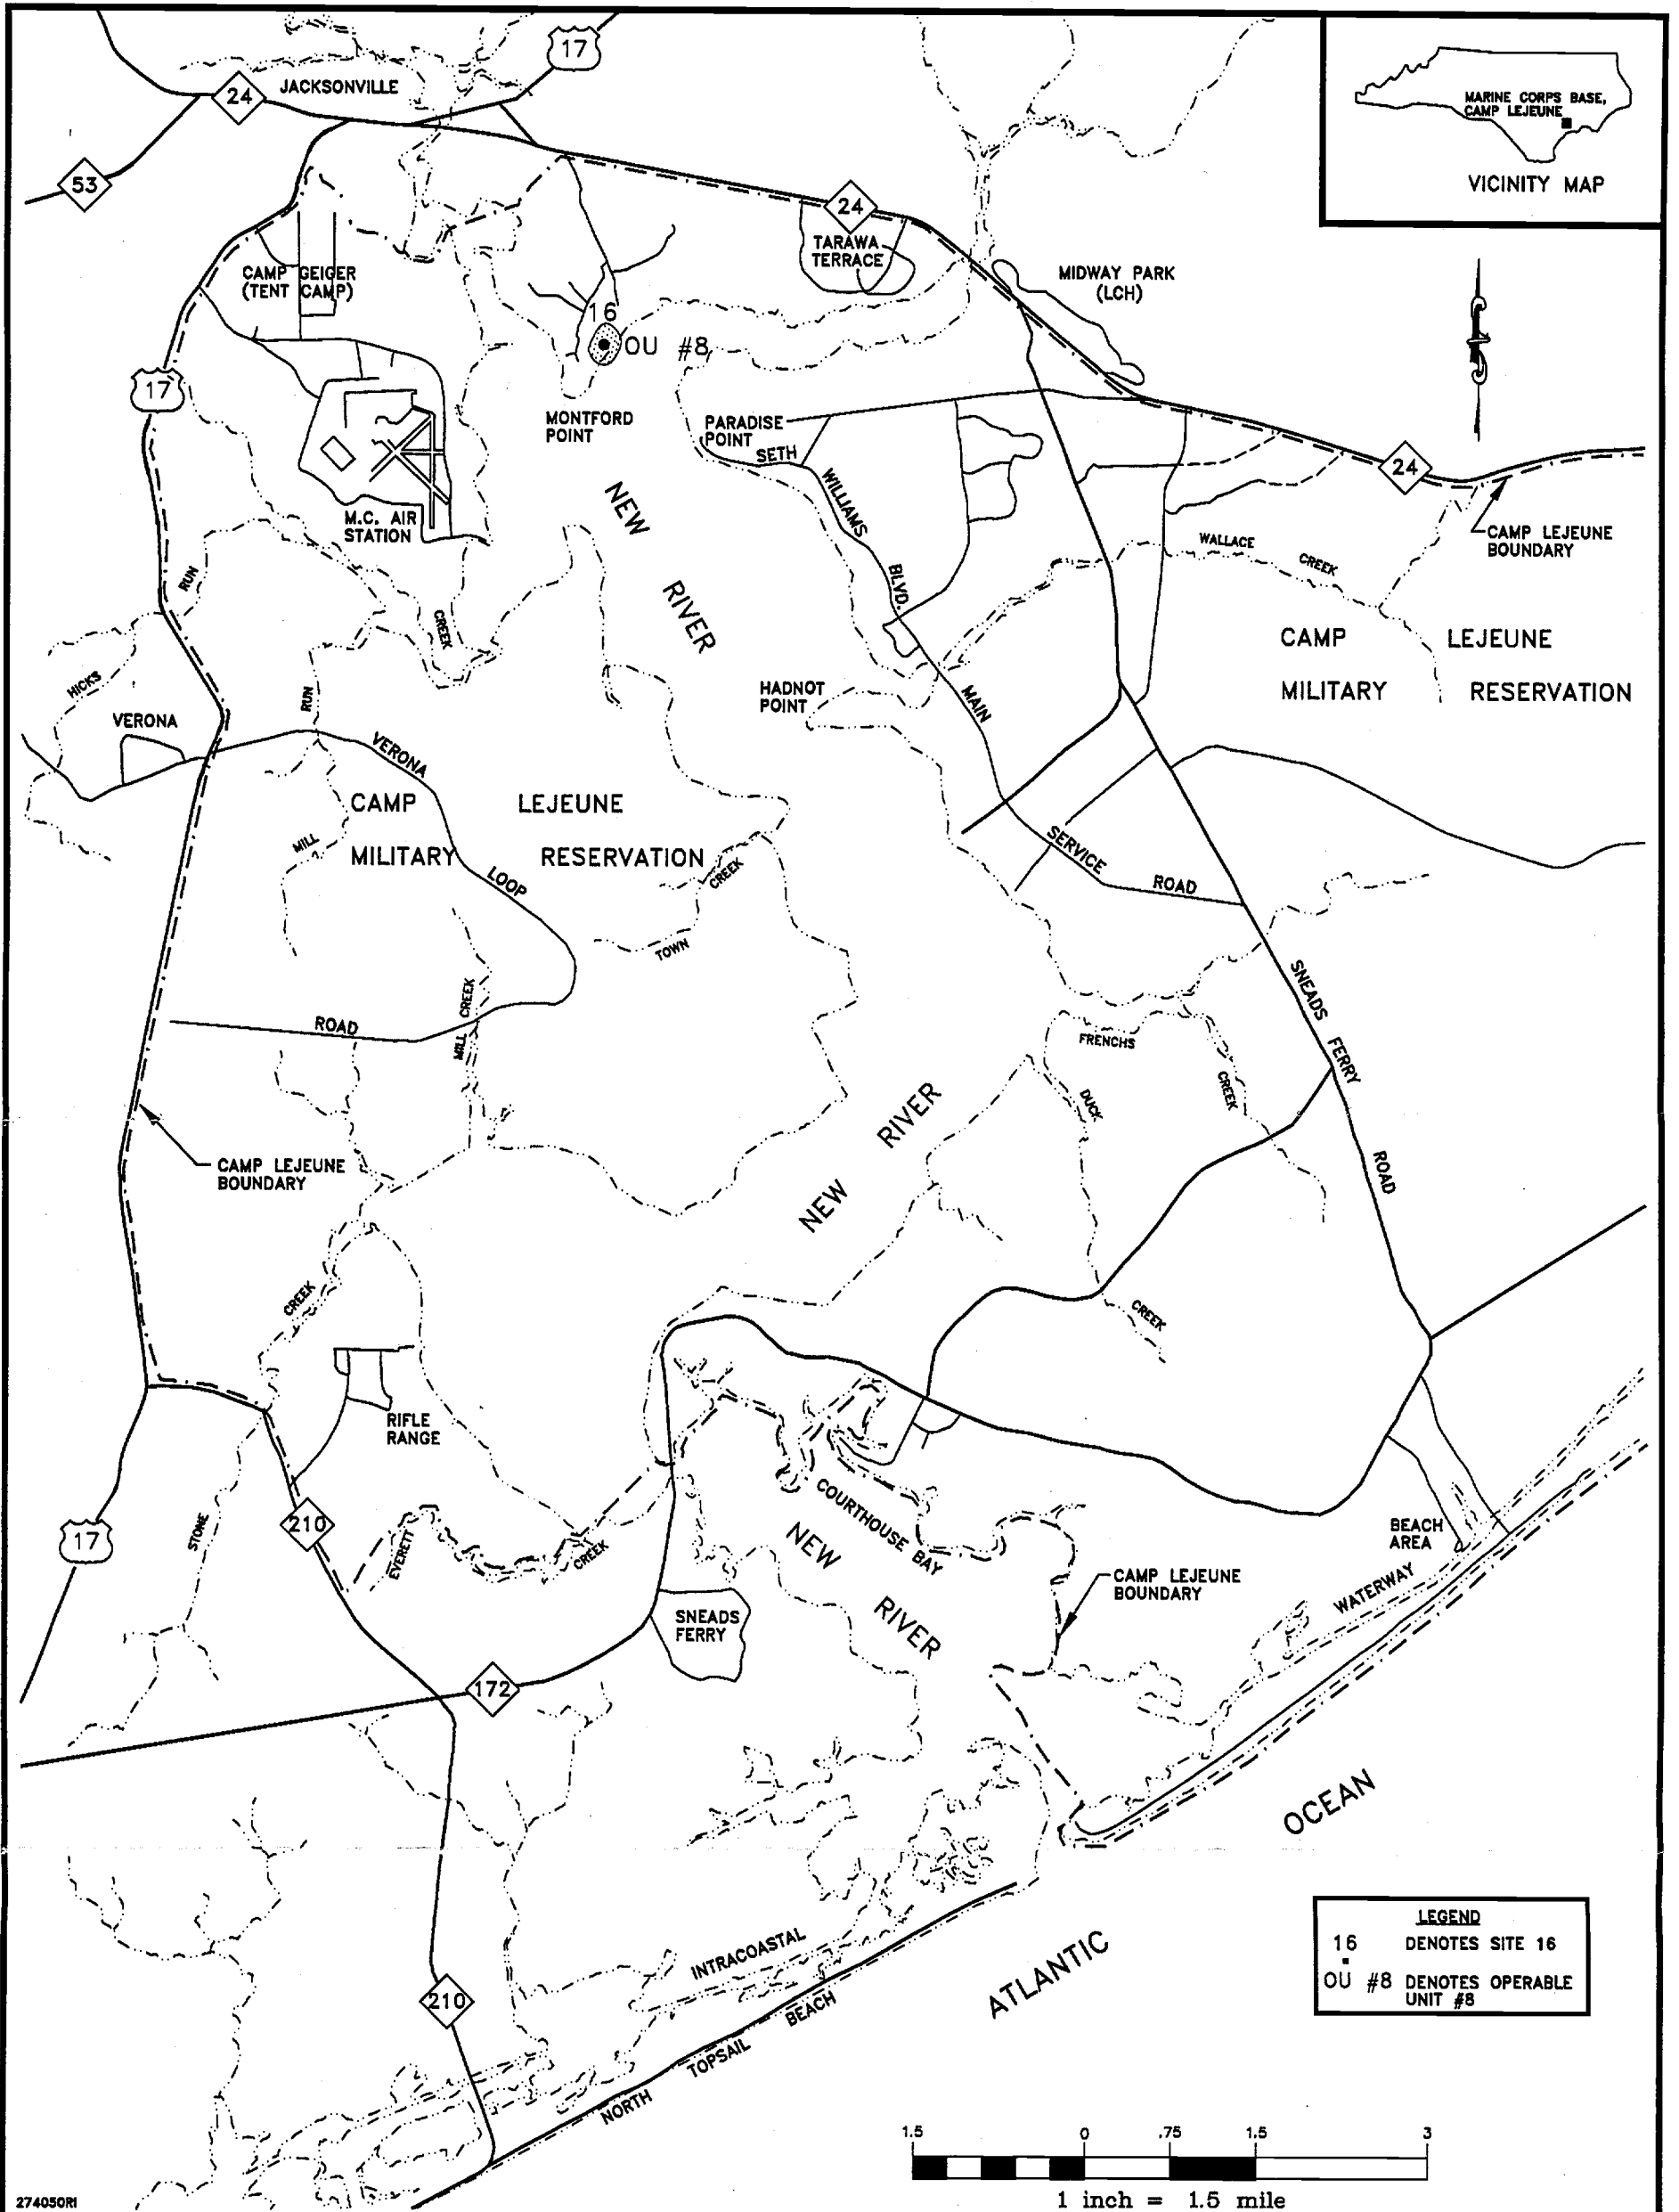 17
24
JACKSONVILLE
53
MARINE CORPS BASE,
CAMP LEJEUNE
VICINITY MAP
24
TARAWA
TERRACE
MIDWAY PARK
(LCH)
CAMP GEIGER
(TENT CAMP)
16
OU #8
17
MONTFORD
POINT
PARADISE
POINT
SETH
WILLIAMS
BLVD.
24
CAMP LEJEUNE
BOUNDARY
M.C. AIR
STATION
NEW
RIVER
WALLACE
CREEK
RUN
CREEK
CAMP LEJEUNE
MILITARY RESERVATION
HICKS
RUN
HADNOT
POINT
MAIN
VERONA
VERONA
CAMP LEJEUNE
MILITARY RESERVATION
MILL
LOOP
CREEK
TOWN
SERVICE
ROAD
SNEADS
FERRY
ROAD
CREEK
MILL
ROAD
FRENCHS
CREEK
DUCK
CREEK
NEW
RIVER
CAMP LEJEUNE
BOUNDARY
CREEK
STONE
RIFLE
RANGE
210
17
EVERETT
CREEK
COURTHOUSE BAY
NEW
RIVER
BEACH
AREA
CAMP LEJEUNE
BOUNDARY
WATERWAY
SNEADS
FERRY
172
OCEAN
ATLANTIC
INTRACOASTAL
210
NORTH
TOPSAIL
BEACH
LEGEND
16 DENOTES SITE 16
OU #8 DENOTES OPERABLE
UNIT #8
1.5 0 .75 1.5 3
1 inch = 1.5 mile
274050RI